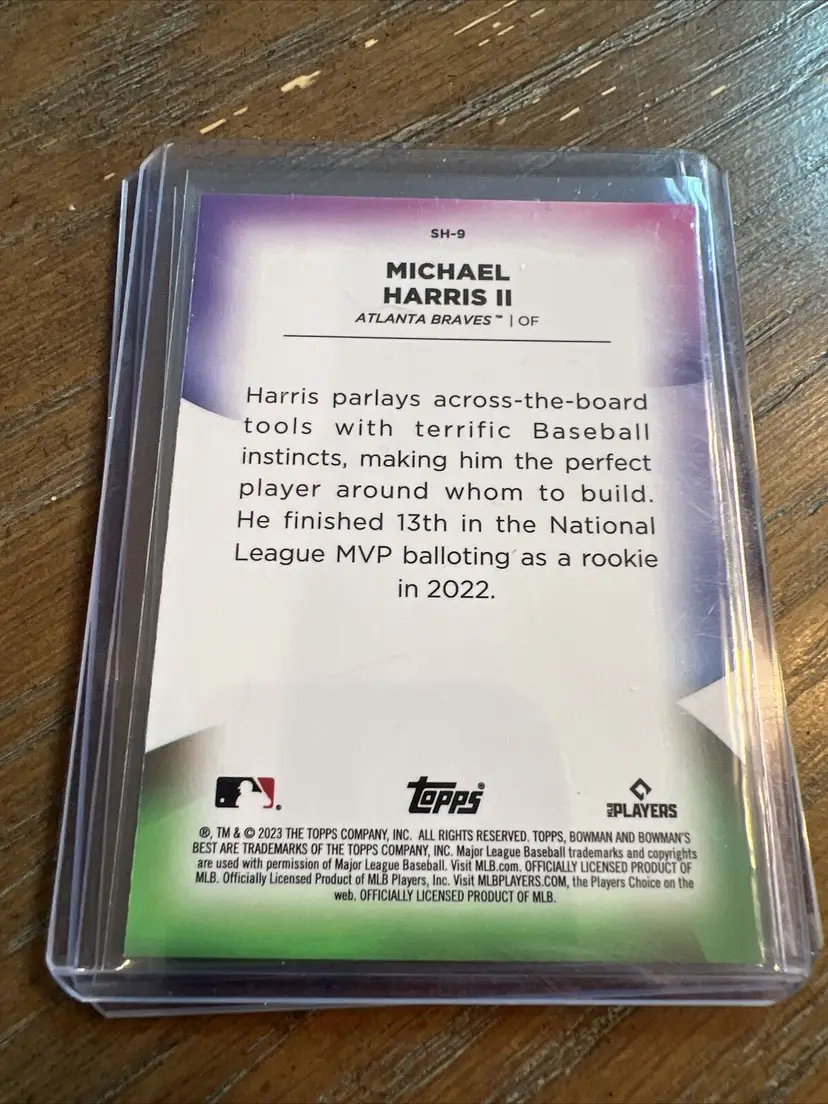 SH-9
MICHAEL
HARRIS II
ATLANTA BRAVES™ | OF
Harris parlays across-the-board
tools with terrific Baseball
instincts, making him the perfect
player around whom to build.
He finished 13th in the National
League MVP balloting as a rookie
in 2022.
Topps®
MLB PLAYERS
®, TM & © 2023 THE TOPPS COMPANY, INC. ALL RIGHTS RESERVED. TOPPS, BOWMAN AND BOWMAN'S
BEST ARE TRADEMARKS OF THE TOPPS COMPANY, INC. Major League Baseball trademarks and copyrights
are used with permission of Major League Baseball. Visit MLB.com. OFFICIALLY LICENSED PRODUCT OF
MLB. Officially Licensed Product of MLB Players, Inc. Visit MLBPLAYERS.COM, the Players Choice on the
web. OFFICIALLY LICENSED PRODUCT OF MLB.